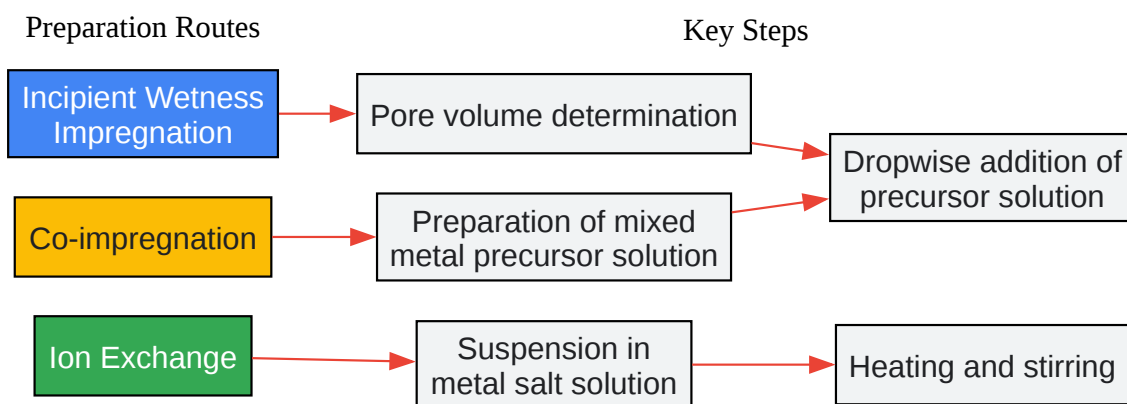 Preparation Routes
Key Steps
Incipient Wetness
Impregnation
Pore volume determination
Dropwise addition of
precursor solution
Co-impregnation
Preparation of mixed
metal precursor solution
Ion Exchange
Suspension in
metal salt solution
Heating and stirring